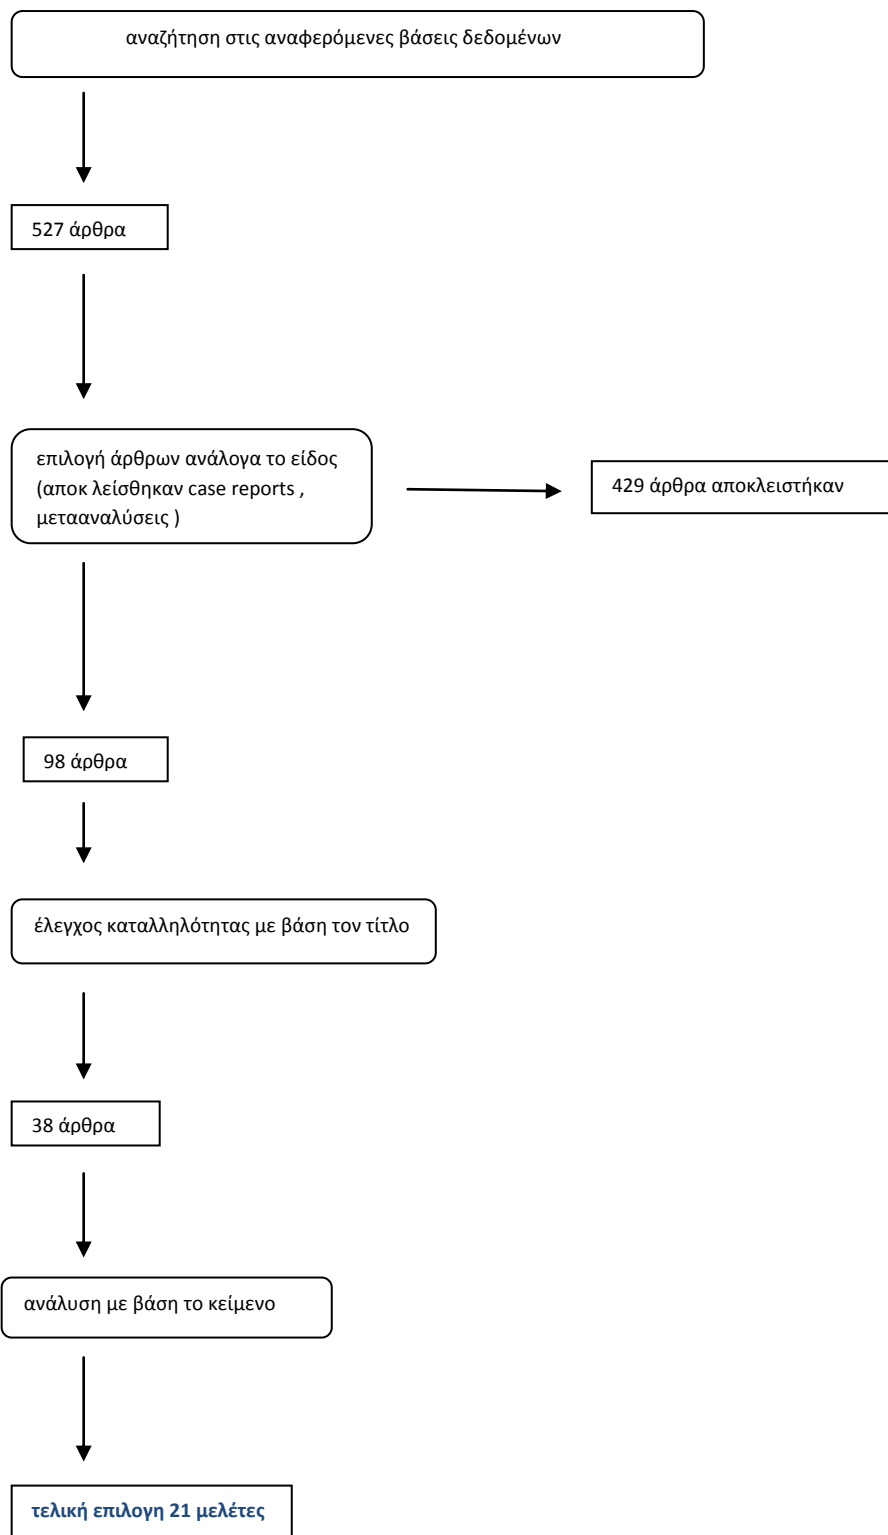 αναζήτηση στις αναφερόμενες βάσεις δεδομένων
527 άρθρα
επιλογή άρθρων ανάλογα το είδος
(αποκ λείσθηκαν case reports ,
μετααναλύσεις )
429 άρθρα αποκλειστήκαν
98 άρθρα
έλεγχος καταλληλότητας με βάση τον τίτλο
38 άρθρα
ανάλυση με βάση το κείμενο
τελική επιλογη 21 μελέτες